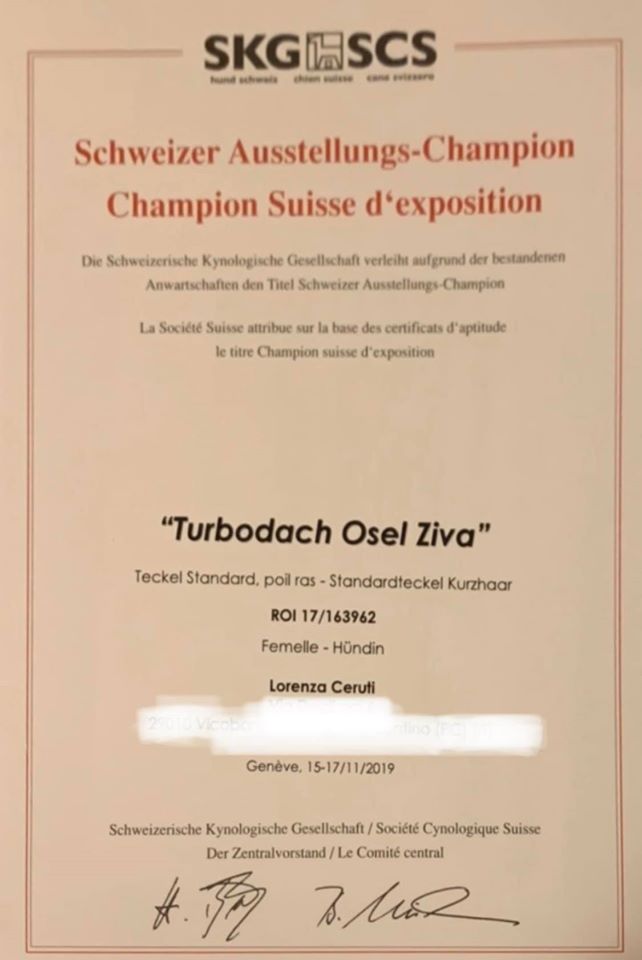 SKG SCS
hund schweiz chien suisse cane svizzero
Schweizer Ausstellungs-Champion
Champion Suisse d‘exposition
Die Schweizerische Kynologische Gesellschaft verleiht aufgrund der bestandenen
Anwartschaften den Titel Schweizer Ausstellungs-Champion
La Société Suisse attribue sur la base des certificats d‘aptitude
le titre Champion suisse d‘exposition
“Turbodach Osel Ziva”
Teckel Standard, poil ras - Standardteckel Kurzhaar
ROI 17/163962
Femelle - Hündin
Lorenza Ceruti
Genève, 15-17/11/2019
Schweizerische Kynologische Gesellschaft / Société Cynologique Suisse
Der Zentralvorstand / Le Comité central